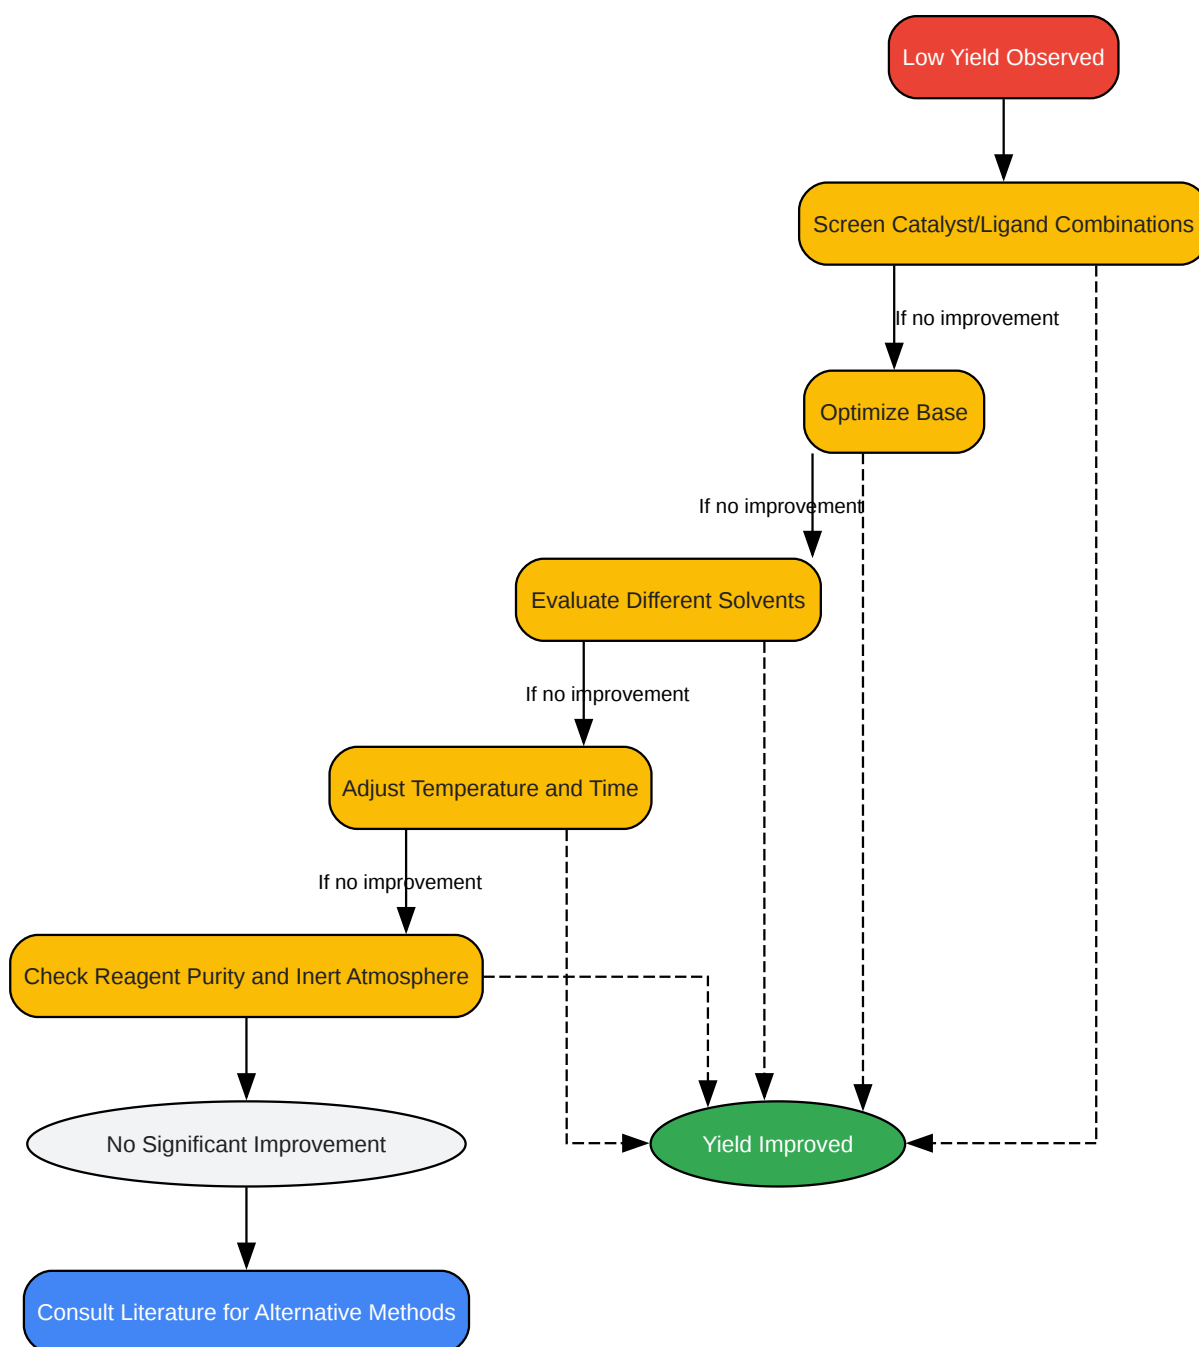 Low Yield Observed
Screen Catalyst/Ligand Combinations
If no improvement
Optimize Base
If no improvement
Evaluate Different Solvents
If no improvement
Adjust Temperature and Time
If no improvement
Check Reagent Purity and Inert Atmosphere
No Significant Improvement
Yield Improved
Consult Literature for Alternative Methods